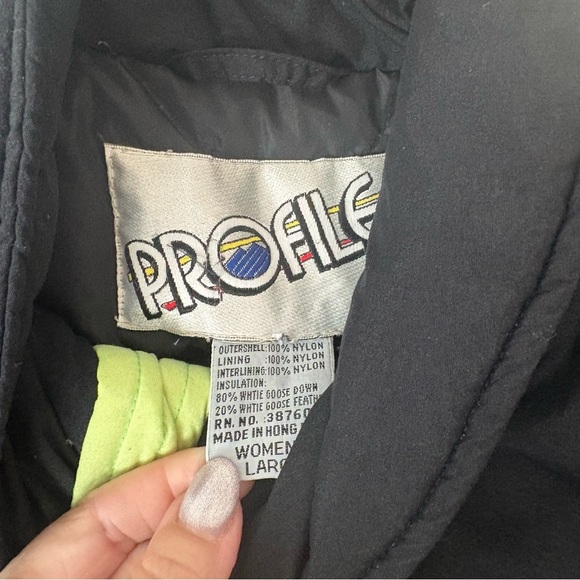 PROFILE
OUTERSHELL:100% NYLON
LINING :100% NYLON
INTERLINING:100% NYLON
INSULATION:
80% WHTIE GOOSE DOWN
20% WHTIE GOOSE FEATH
RN. NO. :38760
MADE IN HONG
WOMEN
LARG